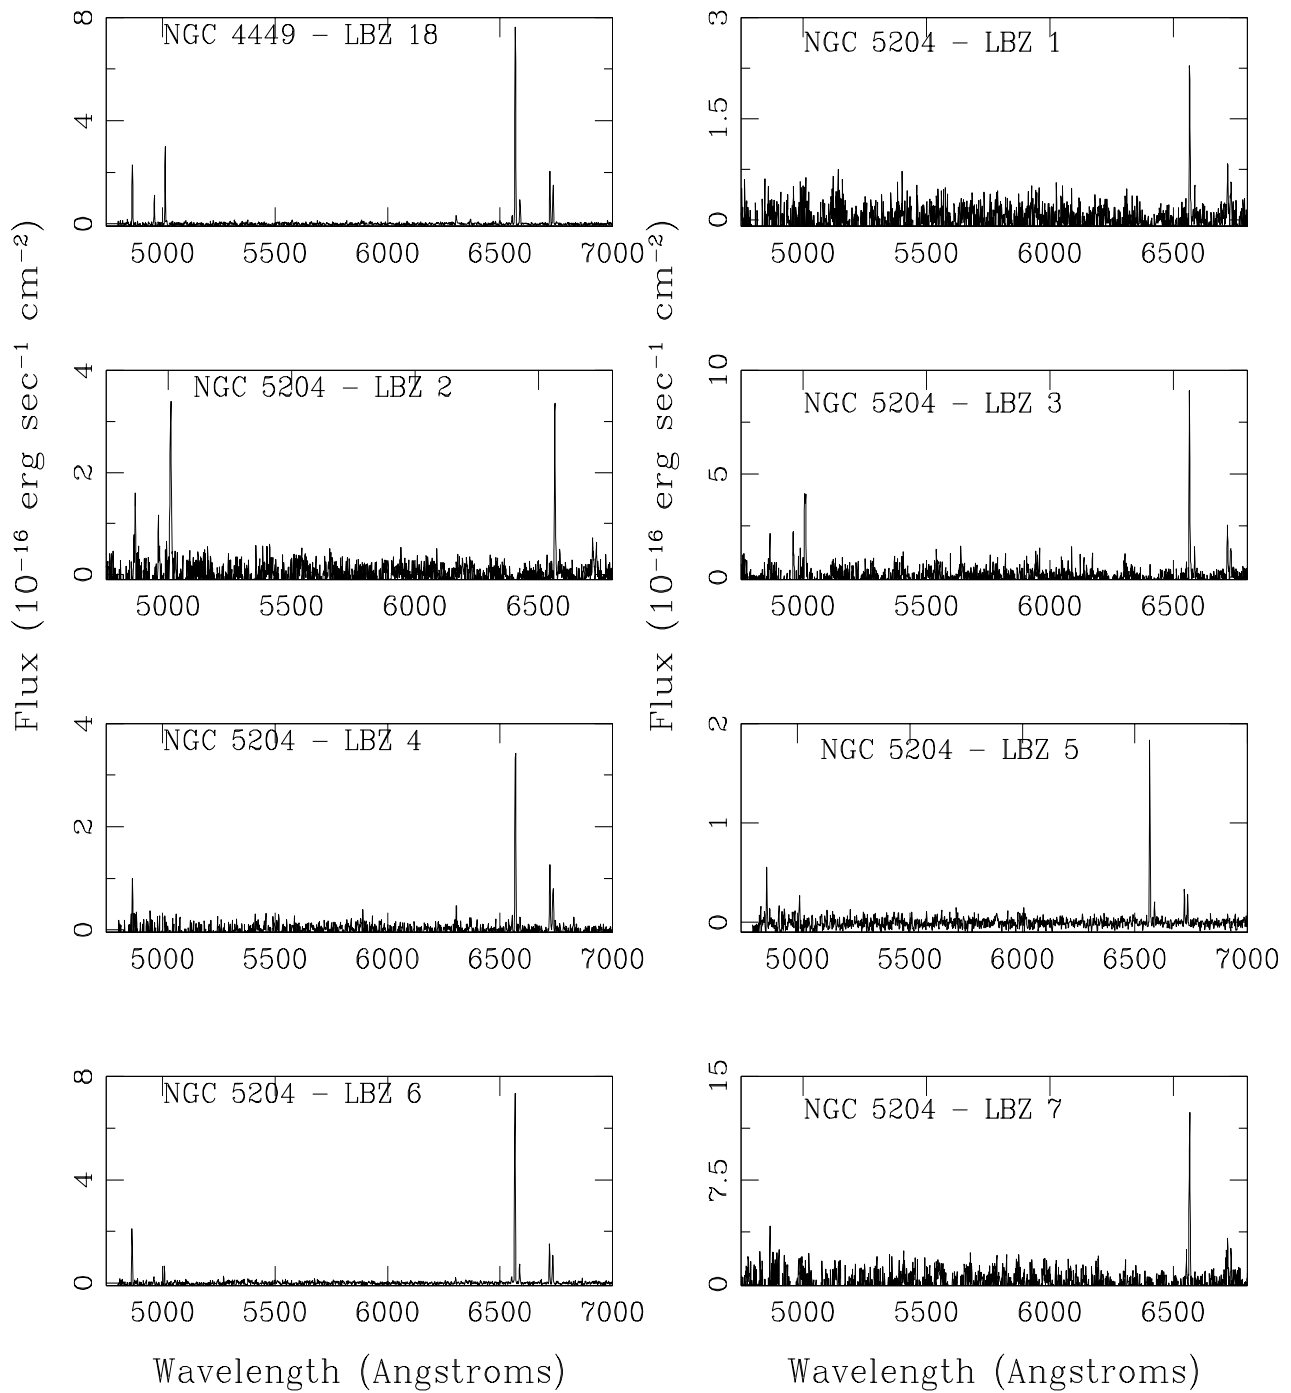 NGC 4449 − LBZ 18
8
4
0
5000 5500 6000 6500 7000
NGC 5204 − LBZ 1
3
1.5
0
5000 5500 6000 6500
NGC 5204 − LBZ 2
4
2
0
5000 5500 6000 6500
NGC 5204 − LBZ 3
10
5
0
5000 5500 6000 6500
Flux (10−16 erg sec−1 cm−2)
Flux (10−16 erg sec−1 cm−2)
NGC 5204 − LBZ 4
4
2
0
5000 5500 6000 6500 7000
NGC 5204 − LBZ 5
2
1
0
5000 5500 6000 6500 7000
NGC 5204 − LBZ 6
8
4
0
5000 5500 6000 6500 7000
NGC 5204 − LBZ 7
15
7.5
0
5000 5500 6000 6500
Wavelength (Angstroms)
Wavelength (Angstroms)